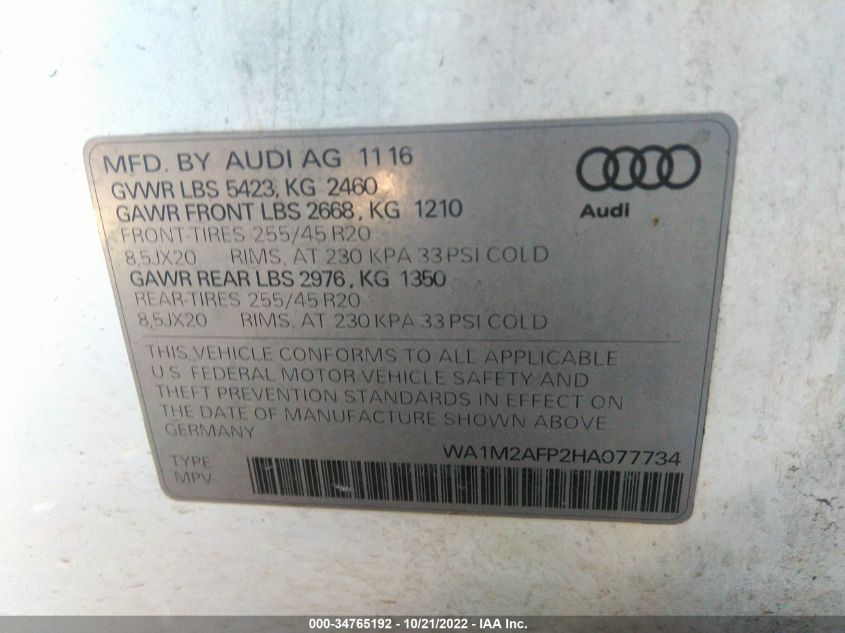 MFD. BY AUDI AG 11 16
GVWR LBS 5423, KG 2460
GAWR FRONT LBS 2668, KG 1210
FRONT-TIRES 255/45 R20
8,5JX20 RIMS, AT 230 KPA 33 PSI COLD
GAWR REAR LBS 2976, KG 1350
REAR-TIRES 255/45 R20
8,5JX20 RIMS, AT 230 KPA 33 PSI COLD
Audi
THIS VEHICLE CONFORMS TO ALL APPLICABLE
U.S. FEDERAL MOTOR VEHICLE SAFETY AND
THEFT PREVENTION STANDARDS IN EFFECT ON
THE DATE OF MANUFACTURE SHOWN ABOVE.
GERMANY
WA1M2AFP2HA077734
TYPE
MPV
000-34765192 - 10/21/2022 - IAA Inc.